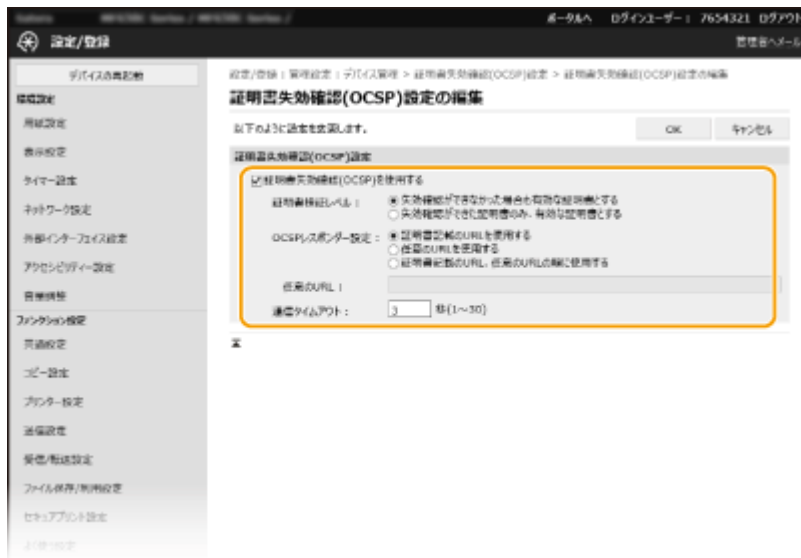 ポータルへ ログインユーザー: 7654321 ログアウト
設定/登録
管理者へメール
デバイスの再起動
設定/登録 : 管理設定 : デバイス管理 > 証明書失効確認(OCSP)設定 > 証明書失効確認(OCSP)設定の編集
証明書失効確認(OCSP)設定の編集
以下のように設定を変更します。
OK
キャンセル
証明書失効確認(OCSP)設定
証明書失効確認(OCSP)を使用する
証明書検証レベル :
失効確認ができなかった場合も有効な証明書とする
失効確認ができた証明書のみ、有効な証明書とする
OCSPレスポンダー設定 :
証明書記載のURLを使用する
任意のURLを使用する
証明書記載のURL、任意のURLの順に使用する
任意のURL :
通信タイムアウト :
3 秒(1~30)
環境設定
用紙設定
表示設定
タイマー設定
ネットワーク設定
外部インターフェイス設定
アクセシビリティー設定
音量調整
ファンクション設定
共通設定
コピー設定
プリンター設定
送信設定
受信/転送設定
ファイル保存/利用設定
セキュアプリント設定